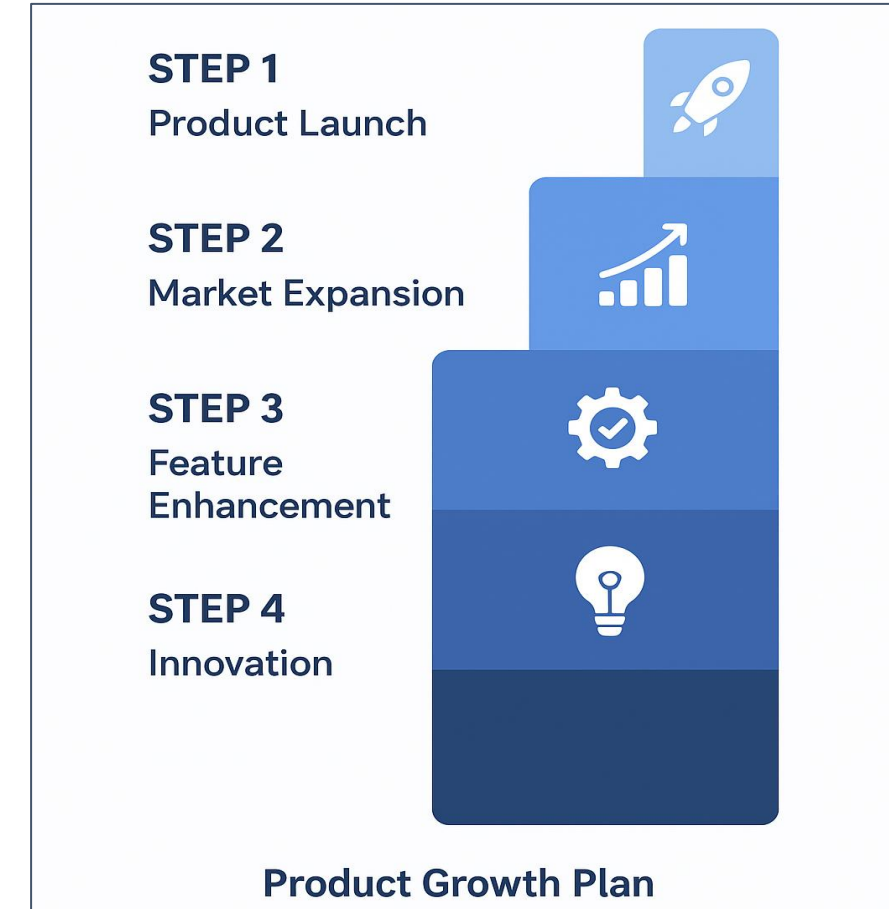 STEP 1
Product Launch
STEP 2
Market Expansion
STEP 3
Feature
Enhancement
STEP 4
Innovation
Product Growth Plan